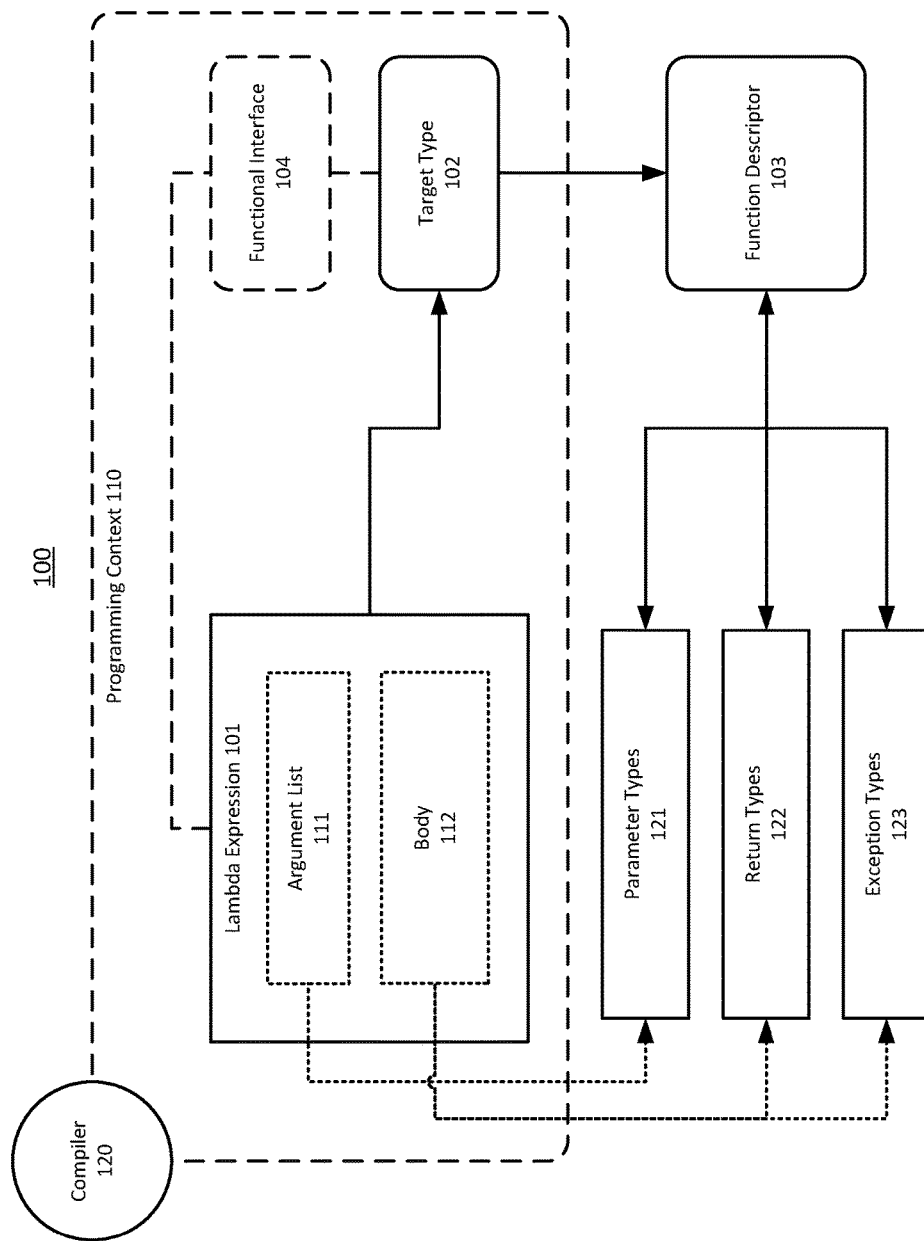 100
Compiler
120
Programming Context 110
Lambda Expression 101
Argument List
111
Body
112
Functional Interface
104
Target Type
102
Parameter Types
121
Return Types
122
Exception Types
123
Function Descriptor
103